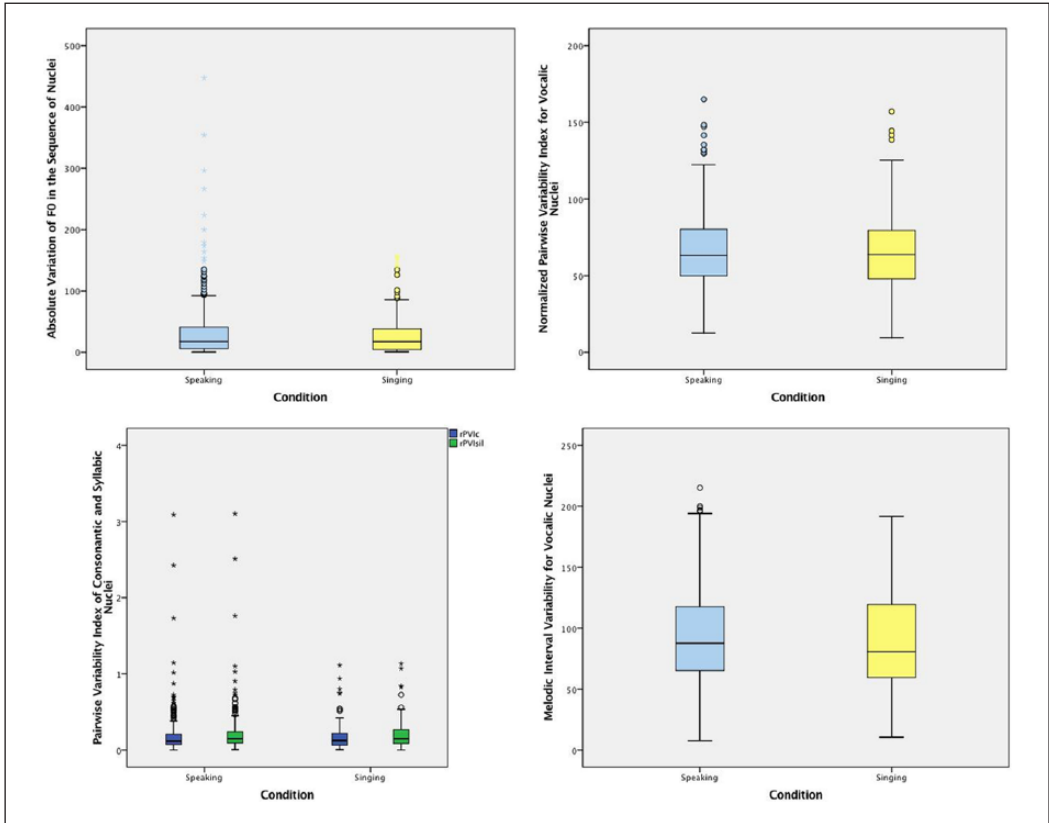 Absolute Variation of F0 in the Sequence of Nuclei
500
400
300
200
100
0
Speaking
Singing
Condition
Normalized Pairwise Variability Index for Vocalic
Nuclei
200
150
100
50
0
Speaking
Singing
Condition
Pairwise Variability Index of Consonantic and Syllabic
Nuclei
4
3
2
1
0
Speaking
Singing
Condition
rPVIc
rPVIsil
Melodic Interval Variability for Vocalic Nuclei
250
200
150
100
50
0
Speaking
Singing
Condition